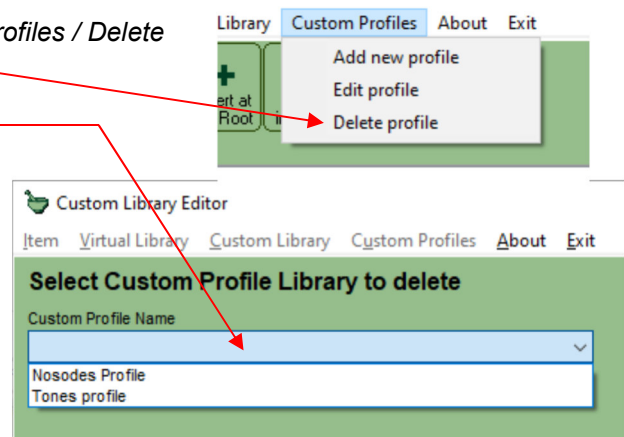 Library Custom Profiles About Exit
rofiles / Delete
Add new profile
Edit profile
Delete profile
ert at
Root
Custom Library Editor
Item Virtual Library Custom Library Custom Profiles About Exit
Select Custom Profile Library to delete
Custom Profile Name
Nosodes Profile
Tones profile